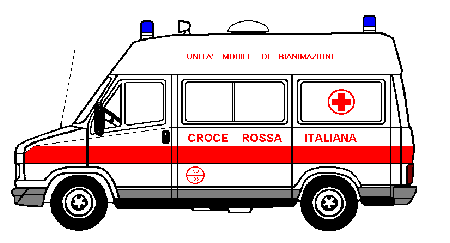 UNITA' MOBILE DI RIANIMAZIONE
CROCE ROSSA ITALIANA